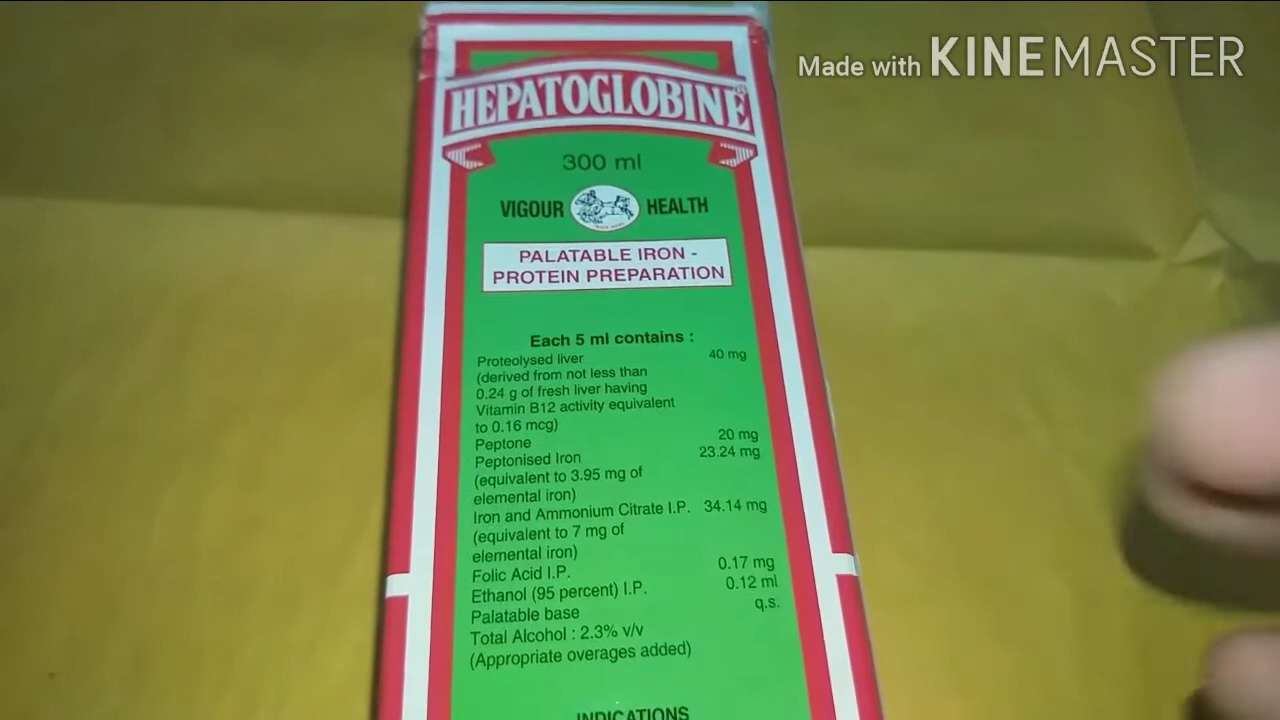 Made with KINEMASTER
HEPATOGLOBINE®
300 ml
VIGOUR HEALTH
PALATABLE IRON -
PROTEIN PREPARATION
Each 5 ml contains :
Proteolysed liver 40 mg
(derived from not less than
0.24 g of fresh liver having
Vitamin B12 activity equivalent
to 0.16 mcg)
Peptone 20 mg
Peptonised Iron 23.24 mg
(equivalent to 3.95 mg of
elemental iron)
Iron and Ammonium Citrate I.P. 34.14 mg
(equivalent to 7 mg of
elemental iron)
Folic Acid I.P. 0.17 mg
Ethanol (95 percent) I.P. 0.12 ml
Palatable base q.s.
Total Alcohol : 2.3% v/v
(Appropriate overages added)
INDICATIONS